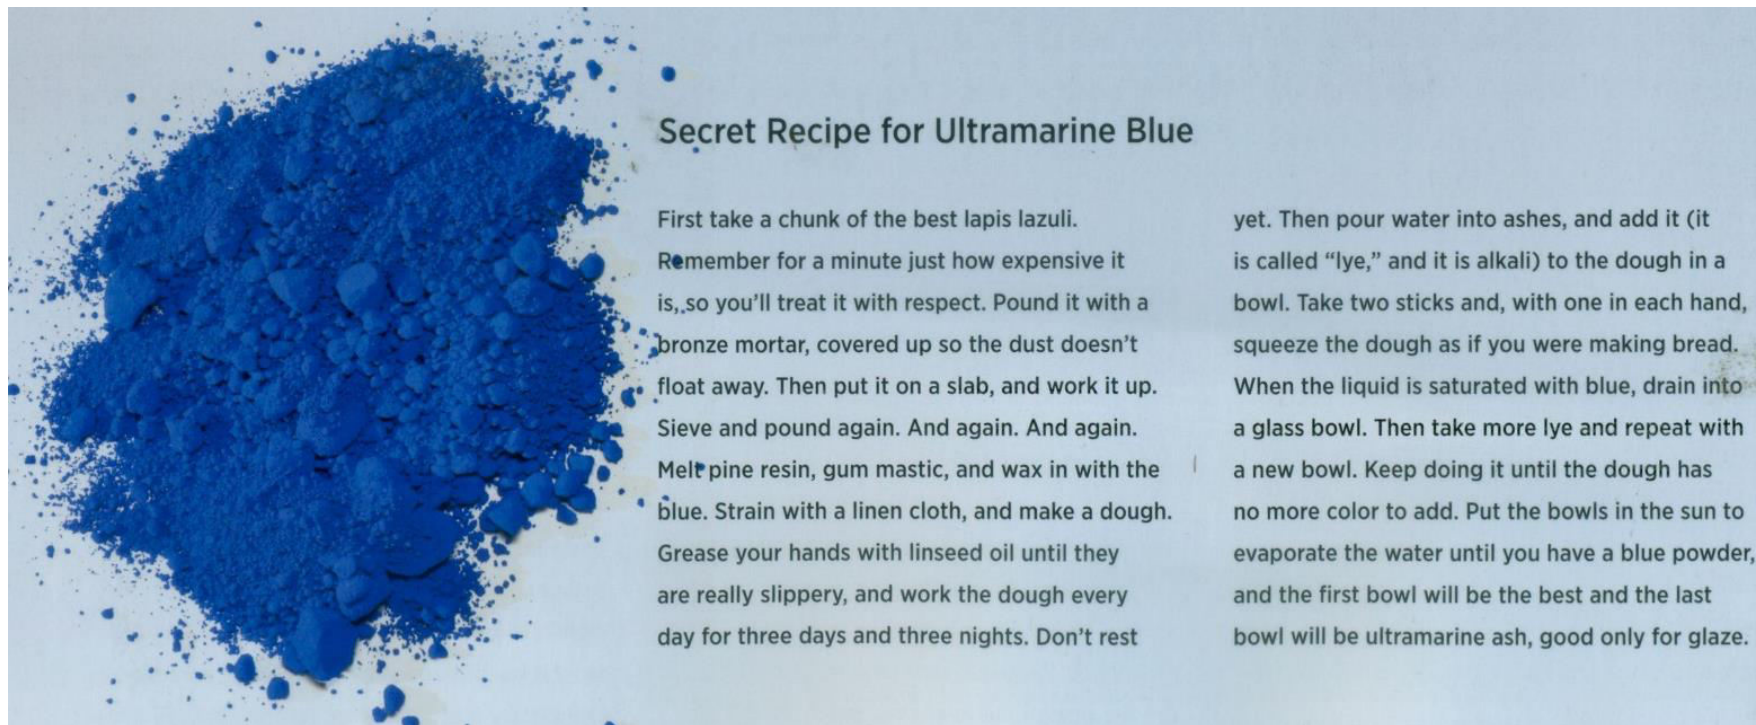 Secret Recipe for Ultramarine Blue
First take a chunk of the best lapis lazuli.
Remember for a minute just how expensive it
is, so you’ll treat it with respect. Pound it with a
bronze mortar, covered up so the dust doesn’t
float away. Then put it on a slab, and work it up.
Sieve and pound again. And again. And again.
Melt pine resin, gum mastic, and wax in with the
blue. Strain with a linen cloth, and make a dough.
Grease your hands with linseed oil until they
are really slippery, and work the dough every
day for three days and three nights. Don’t rest
yet. Then pour water into ashes, and add it (it
is called “lye,” and it is alkali) to the dough in a
bowl. Take two sticks and, with one in each hand,
squeeze the dough as if you were making bread.
When the liquid is saturated with blue, drain into
a glass bowl. Then take more lye and repeat with
a new bowl. Keep doing it until the dough has
no more color to add. Put the bowls in the sun to
evaporate the water until you have a blue powder,
and the first bowl will be the best and the last
bowl will be ultramarine ash, good only for glaze.